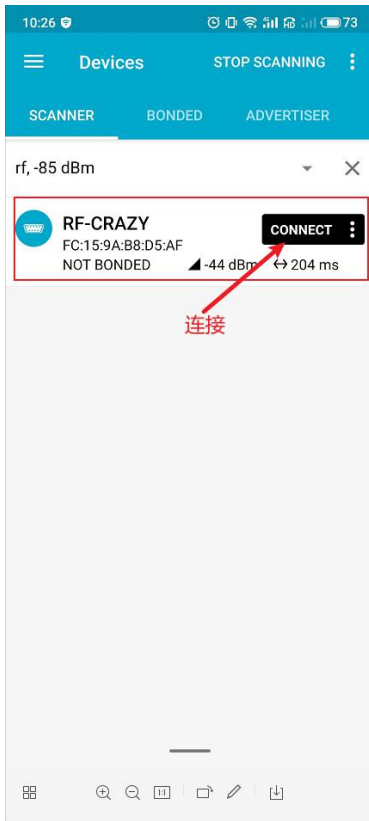 10:26 73
Devices STOP SCANNING
SCANNER BONDED ADVERTISER
rf, -85 dBm
RF-CRAZY
CONNECT
FC:15:9A:B8:D5:AF
NOT BONDED -44 dBm 204 ms
连接
1:1